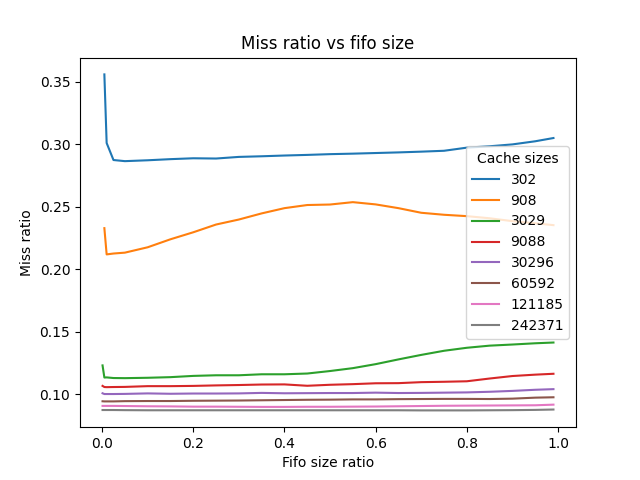 Miss ratio vs fifo size
Miss ratio
0.35
0.30
0.25
0.20
0.15
0.10
Cache sizes
302
908
3029
9088
30296
60592
121185
242371
0.0 0.2 0.4 0.6 0.8 1.0
Fifo size ratio